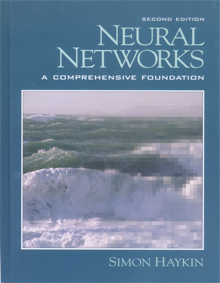 SECOND EDITION
NEURAL
NETWORKS
A COMPREHENSIVE FOUNDATION
SIMON HAYKIN